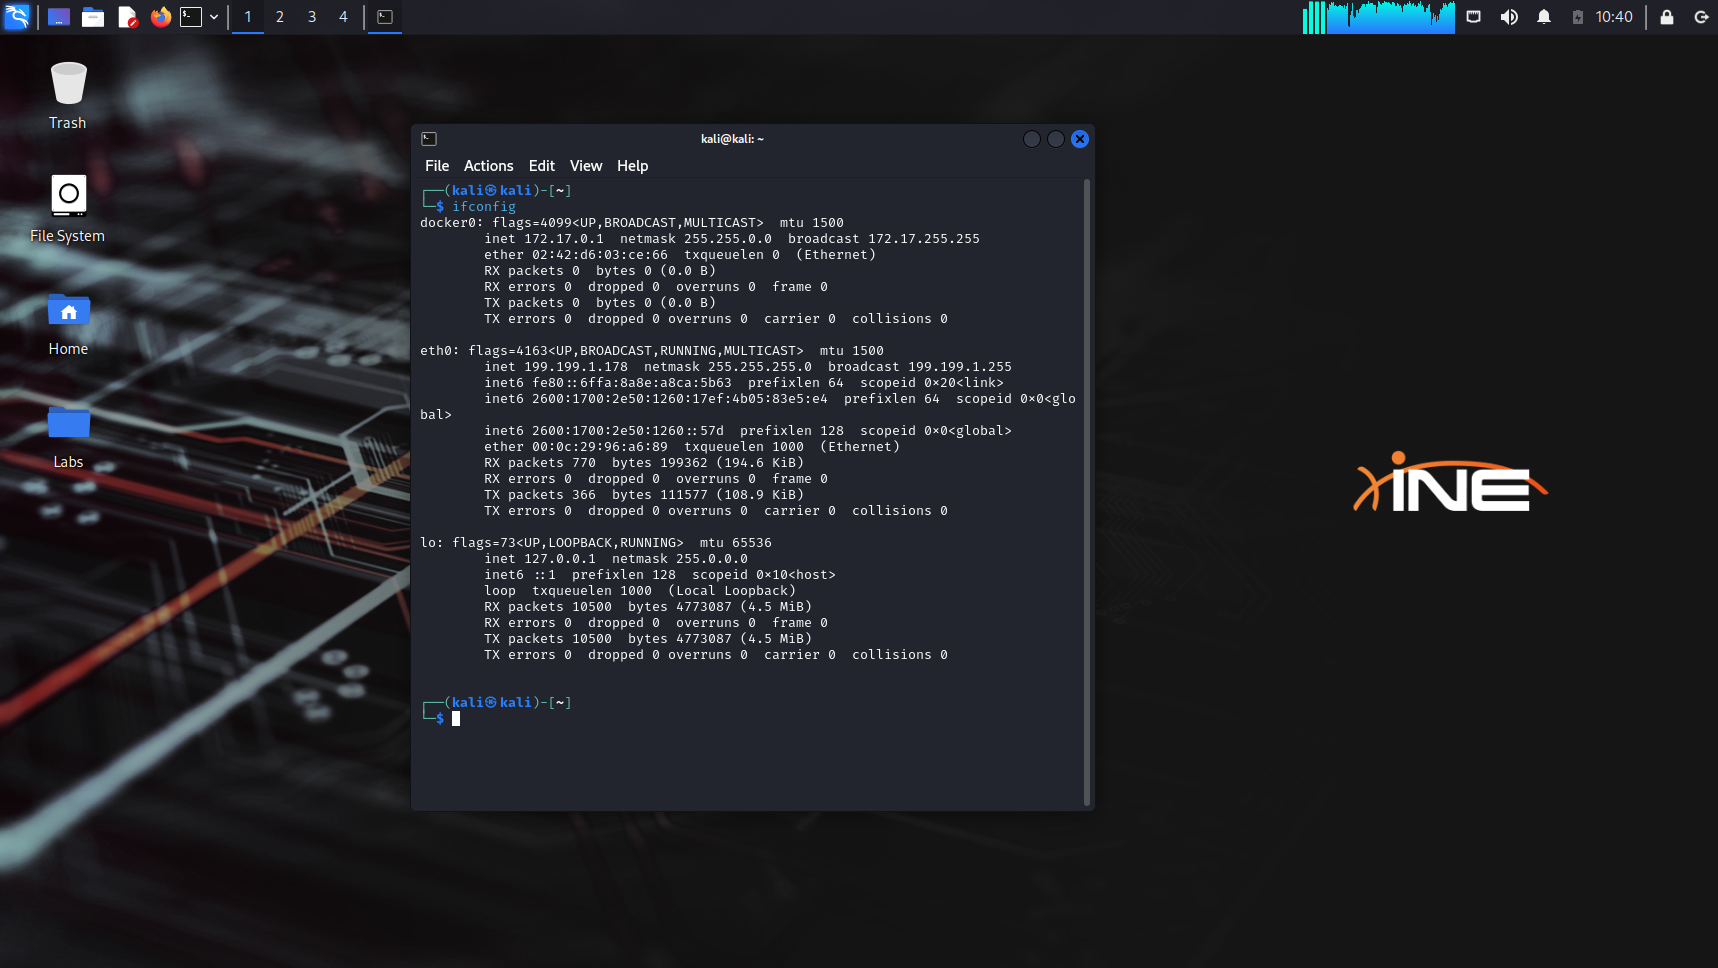 1 2 3 4
10:40
Trash
File System
Home
Labs
kali@kali: ~
File Actions Edit View Help
┌──(kali㉿kali)-[~]
└─$ ifconfig
docker0: flags=4099<UP,BROADCAST,MULTICAST>  mtu 1500
        inet 172.17.0.1  netmask 255.255.0.0  broadcast 172.17.255.255
        ether 02:42:d6:03:ce:66  txqueuelen 0  (Ethernet)
        RX packets 0  bytes 0 (0.0 B)
        RX errors 0  dropped 0  overruns 0  frame 0
        TX packets 0  bytes 0 (0.0 B)
        TX errors 0  dropped 0 overruns 0  carrier 0  collisions 0

eth0: flags=4163<UP,BROADCAST,RUNNING,MULTICAST>  mtu 1500
        inet 199.199.1.178  netmask 255.255.255.0  broadcast 199.199.1.255
        inet6 fe80::6ffa:8a8e:a8ca:5b63  prefixlen 64  scopeid 0×20<link>
        inet6 2600:1700:2e50:1260:17ef:4b05:83e5:e4  prefixlen 64  scopeid 0×0<glo
bal>
        inet6 2600:1700:2e50:1260::57d  prefixlen 128  scopeid 0×0<global>
        ether 00:0c:29:96:a6:89  txqueuelen 1000  (Ethernet)
        RX packets 770  bytes 199362 (194.6 KiB)
        RX errors 0  dropped 0  overruns 0  frame 0
        TX packets 366  bytes 111577 (108.9 KiB)
        TX errors 0  dropped 0 overruns 0  carrier 0  collisions 0

lo: flags=73<UP,LOOPBACK,RUNNING>  mtu 65536
        inet 127.0.0.1  netmask 255.0.0.0
        inet6 ::1  prefixlen 128  scopeid 0×10<host>
        loop  txqueuelen 1000  (Local Loopback)
        RX packets 10500  bytes 4773087 (4.5 MiB)
        RX errors 0  dropped 0  overruns 0  frame 0
        TX packets 10500  bytes 4773087 (4.5 MiB)
        TX errors 0  dropped 0 overruns 0  carrier 0  collisions 0

┌──(kali㉿kali)-[~]
└─$
INE